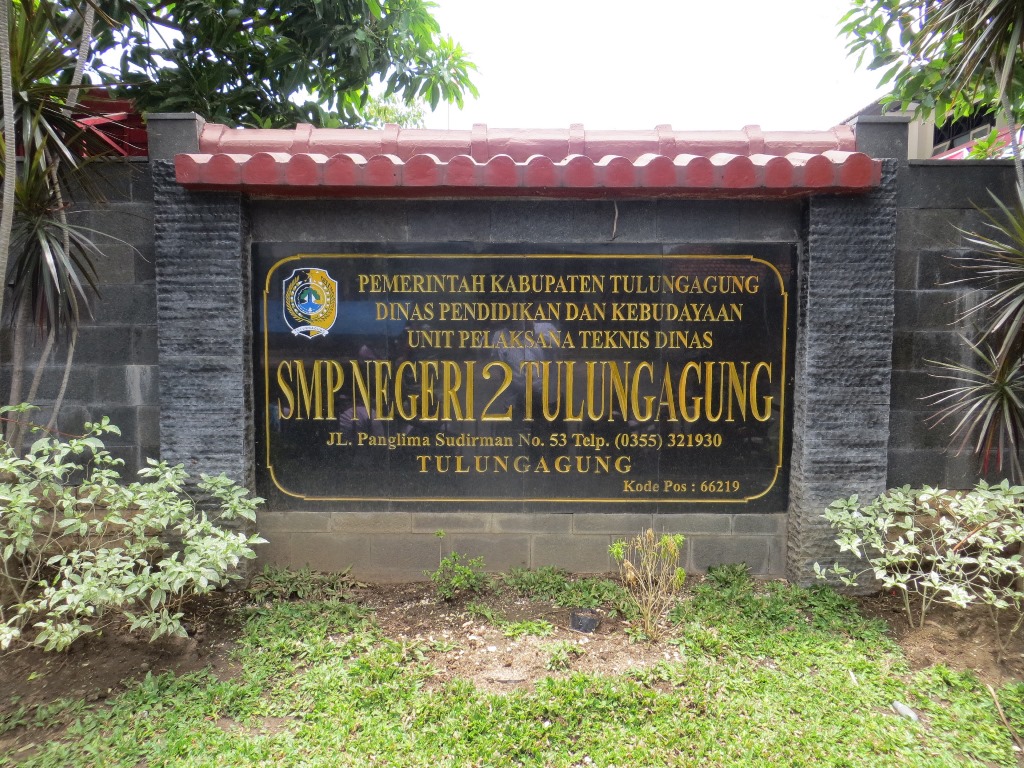 PEMERINTAH KABUPATEN TULUNGAGUNG
DINAS PENDIDIKAN DAN KEBUDAYAAN
UNIT PELAKSANA TEKNIS DINAS
SMP NEGERI 2 TULUNGAGUNG
JL. Panglima Sudirman No. 53 Telp. (0355) 321930
TULUNGAGUNG
Kode Pos : 66219